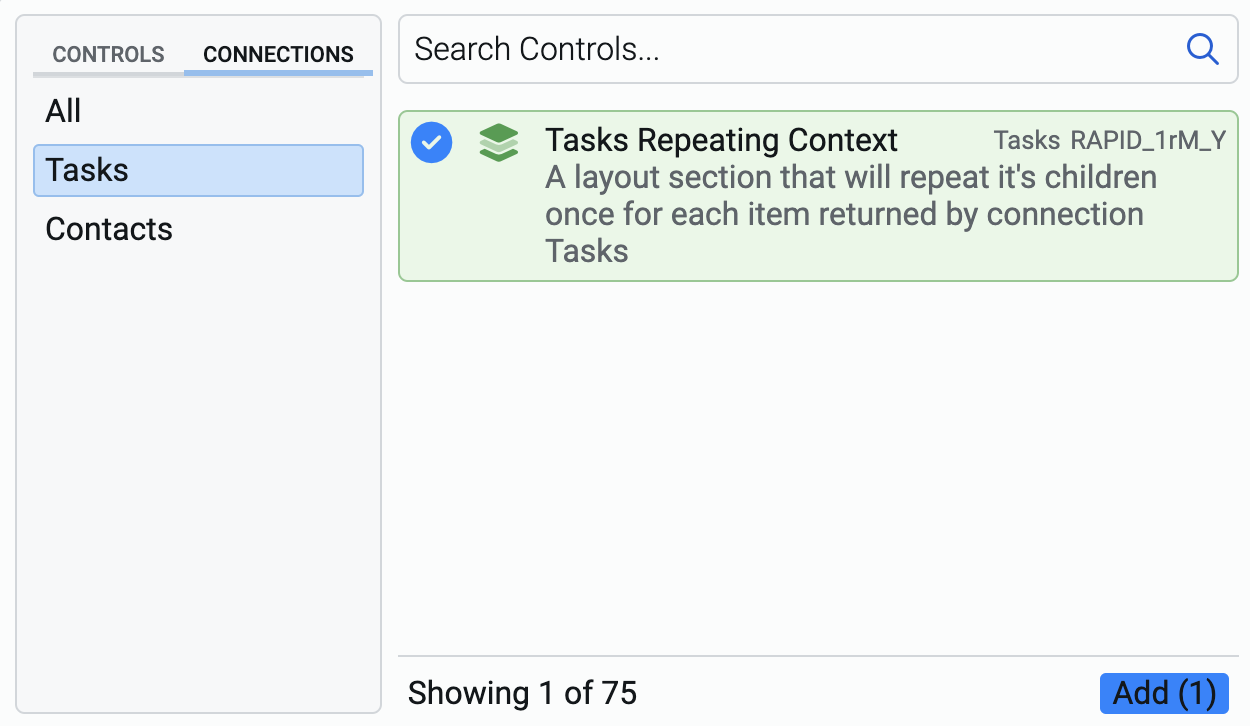 CONTROLS CONNECTIONS
All
Tasks
Contacts
Search Controls...
Tasks Repeating Context Tasks RAPID_1rM_Y
A layout section that will repeat it's children
once for each item returned by connection
Tasks
Showing 1 of 75
Add (1)